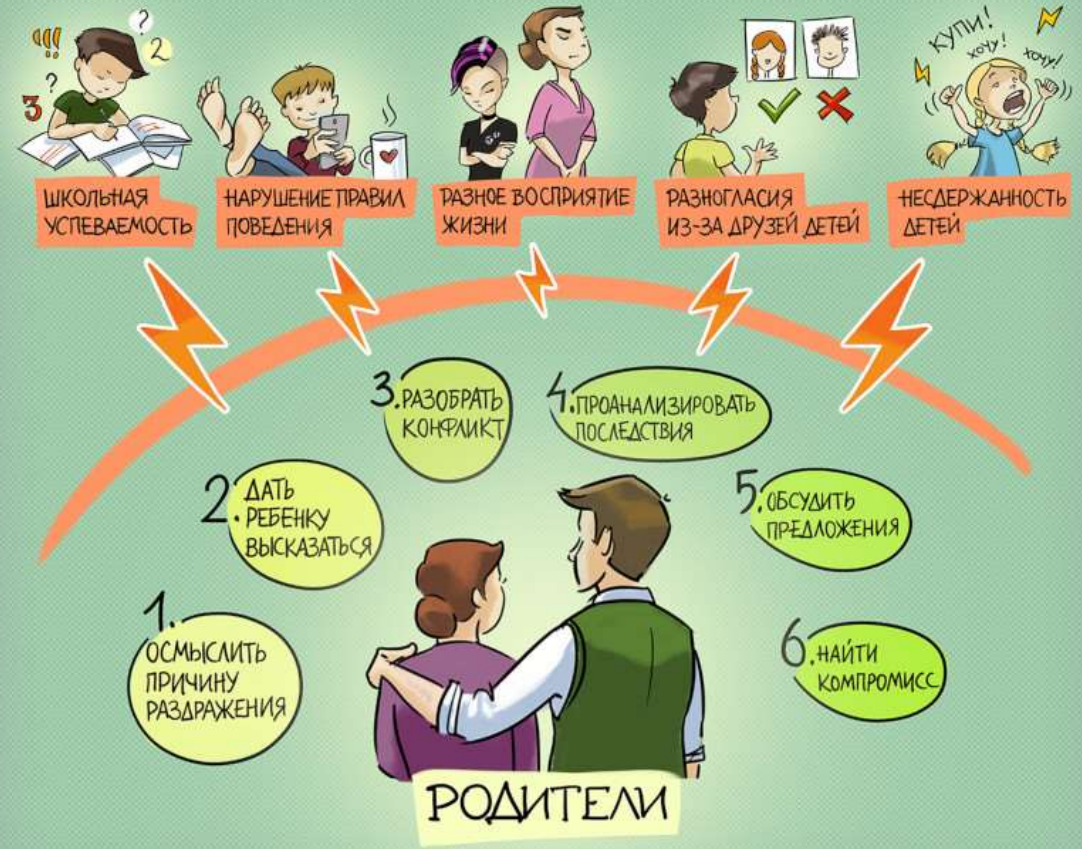 !!!
?
2
?
3
КУПИ!
ХОЧУ!
ХОЧУ!
ШКОЛЬНАЯ
УСПЕВАЕМОСТЬ
НАРУШЕНИЕ ПРАВИЛ
ПОВЕДЕНИЯ
РАЗНОЕ ВОСПРИЯТИЕ
ЖИЗНИ
РАЗНОГЛАСИЯ
ИЗ-ЗА ДРУЗЕЙ ДЕТЕЙ
НЕСДЕРЖАННОСТЬ
ДЕТЕЙ
1. ОСМЫСЛИТЬ
ПРИЧИНУ
РАЗДРАЖЕНИЯ
2. ДАТЬ
РЕБЕНКУ
ВЫСКАЗАТЬСЯ
3. РАЗОБРАТЬ
КОНФЛИКТ
4. ПРОАНАЛИЗИРОВАТЬ
ПОСЛЕДСТВИЯ
5. ОБСУДИТЬ
ПРЕДЛОЖЕНИЯ
6. НАЙТИ
КОМПРОМИСС
РОДИТЕЛИ